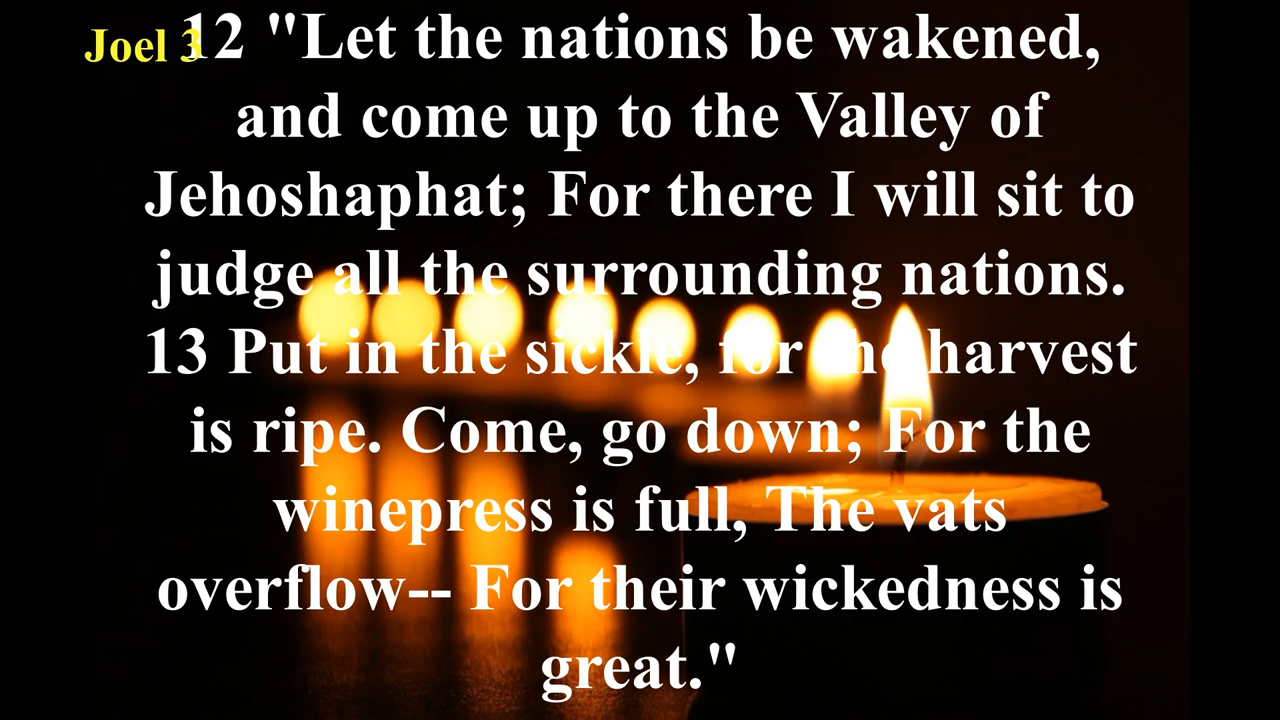 Joel 3
12 "Let the nations be wakened,
and come up to the Valley of
Jehoshaphat; For there I will sit to
judge all the surrounding nations.
13 Put in the sickle, for the harvest
is ripe. Come, go down; For the
winepress is full, The vats
overflow-- For their wickedness is
great."